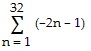 32
∑ (-2n - 1)
n = 1